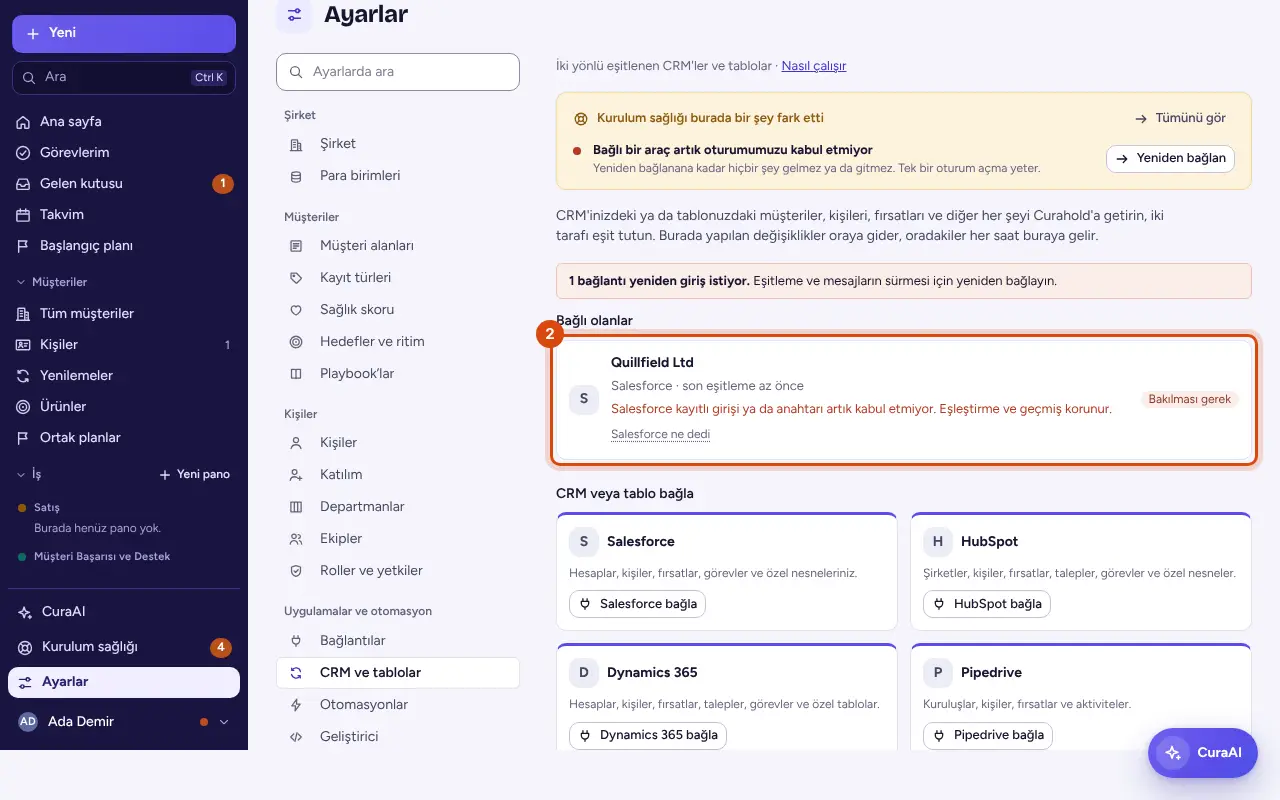 Yeni
Ara
Ctrl K
Ana sayfa
Görevlerim
Gelen kutusu
1
Takvim
Başlangıç planı
Müşteriler
Tüm müşteriler
Kişiler
1
Yenilemeler
Ürünler
Ortak planlar
İş
Yeni pano
Satış
Burada henüz pano yok.
Müşteri Başarısı ve Destek
CuraAI
Kurulum sağlığı
4
Ayarlar
AD
Ada Demir
Ayarlar
Ayarlarda ara
Şirket
Şirket
Para birimleri
Müşteriler
Müşteri alanları
Kayıt türleri
Sağlık skoru
Hedefler ve ritim
Playbook'lar
Kişiler
Kişiler
Katılım
Departmanlar
Ekipler
Roller ve yetkiler
Uygulamalar ve otomasyon
Bağlantılar
CRM ve tablolar
Otomasyonlar
Geliştirici
İki yönlü eşitlenen CRM'ler ve tablolar · Nasıl çalışır
Kurulum sağlığı burada bir şey fark etti
Tümünü gör
Bağlı bir araç artık oturumumuzu kabul etmiyor
Yeniden bağlanana kadar hiçbir şey gelmez ya da gitmez. Tek bir oturum açma yeter.
Yeniden bağlan
CRM'inizdeki ya da tablonuzdaki müşteriler, kişileri, fırsatları ve diğer her şeyi Curahold'a getirin, iki
tarafı eşit tutun. Burada yapılan değişiklikler oraya gider, oradakiler her saat buraya gelir.
1 bağlantı yeniden giriş istiyor. Eşitleme ve mesajların sürmesi için yeniden bağlayın.
Bağlı olanlar
2
S
Quillfield Ltd
Salesforce · son eşitleme az önce
Salesforce kayıtlı girişi ya da anahtarı artık kabul etmiyor. Eşleştirme ve geçmiş korunur.
Salesforce ne dedi
Bakılması gerek
CRM veya tablo bağla
S
Salesforce
Hesaplar, kişiler, fırsatlar, görevler ve özel nesneleriniz.
Salesforce bağla
H
HubSpot
Şirketler, kişiler, fırsatlar, talepler, görevler ve özel nesneler.
HubSpot bağla
D
Dynamics 365
Hesaplar, kişiler, fırsatlar, talepler, görevler ve özel tablolar.
Dynamics 365 bağla
P
Pipedrive
Kuruluşlar, kişiler, fırsatlar ve aktiviteler.
Pipedrive bağla
CuraAI